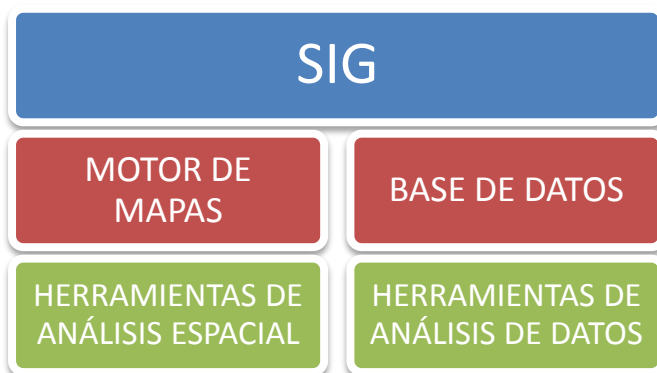 SIG
MOTOR DE
MAPAS
BASE DE DATOS
HERRAMIENTAS DE
ANÁLISIS ESPACIAL
HERRAMIENTAS DE
ANÁLISIS DE DATOS